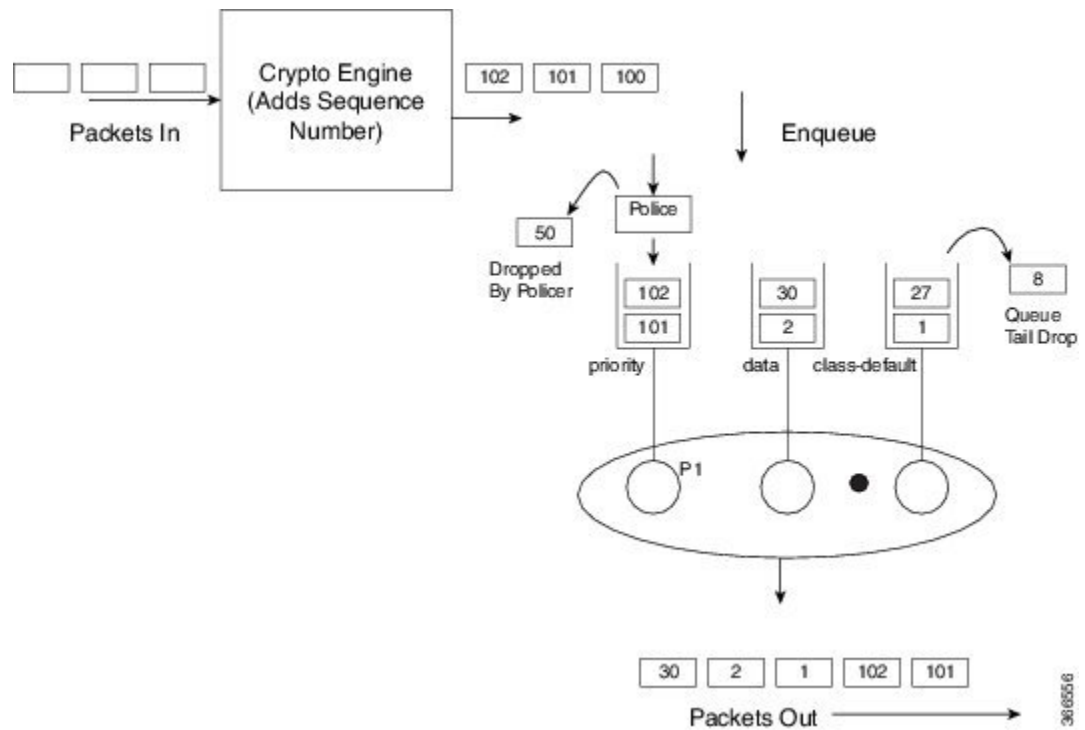 Crypto Engine
(Adds Sequence
Number)
102 101 100
Packets In
Enqueue
Police
50
Dropped
By Policer
102 30 27
8
101 2 1
Queue
Tail Drop
priority data class-default
P1
30 2 1 102 101
Packets Out
366556